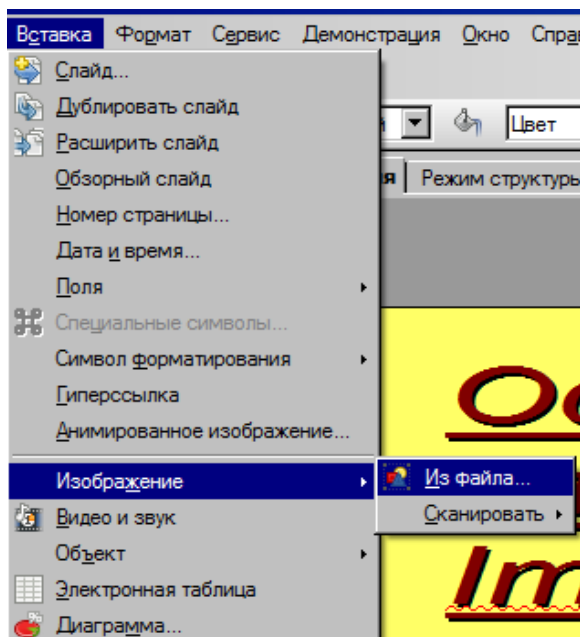 Вставка Формат Сервис Демонстрация Окно
Слайд...
Дублировать слайд
Цвет
Расширить слайд
Обзорный слайд
Режим структуры
Номер страницы...
Дата и время...
Поля
Специальные символы...
Символ форматирования
Гиперссылка
Анимированное изображение...
Изображение
Из файла...
Видео и звук
Сканировать
Объект
Электронная таблица
Диаграмма...